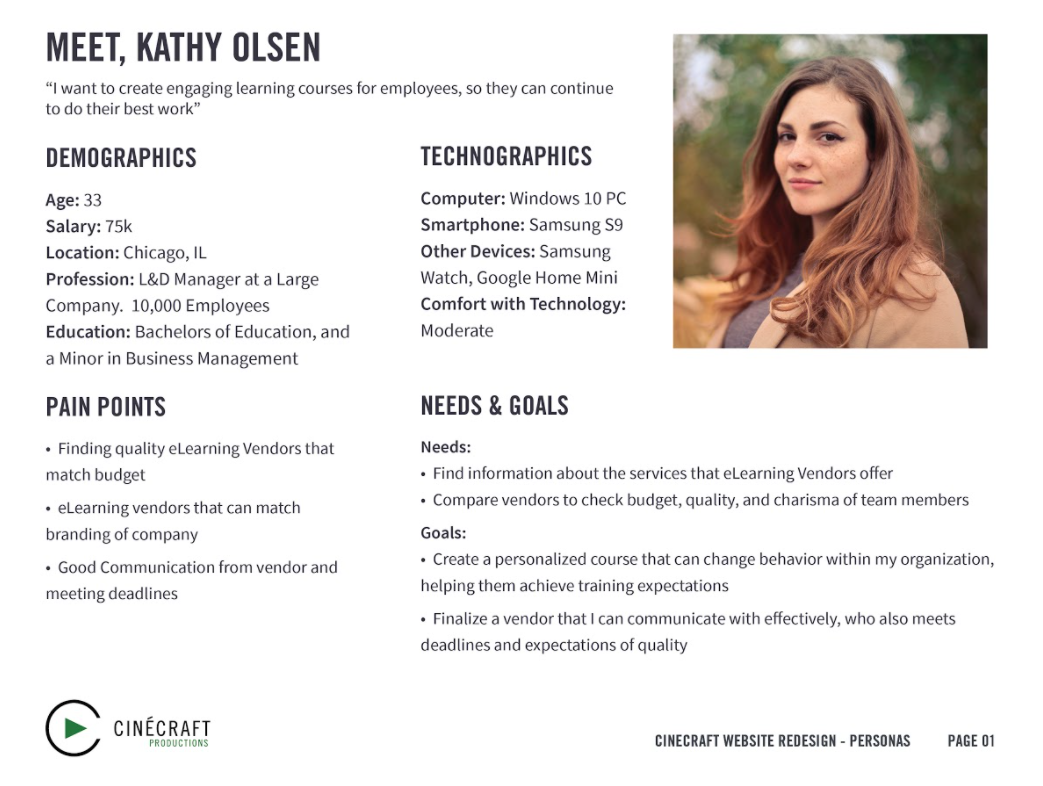 MEET, KATHY OLSEN
“I want to create engaging learning courses for employees, so they can continue
to do their best work”
DEMOGRAPHICS
Age: 33
Salary: 75k
Location: Chicago, IL
Profession: L&D Manager at a Large
Company.  10,000 Employees
Education: Bachelors of Education, and
a Minor in Business Management
TECHNOGRAPHICS
Computer: Windows 10 PC
Smartphone: Samsung S9
Other Devices: Samsung
Watch, Google Home Mini
Comfort with Technology:
Moderate
PAIN POINTS
• Finding quality eLearning Vendors that
match budget
• eLearning vendors that can match
branding of company
• Good Communication from vendor and
meeting deadlines
NEEDS & GOALS
Needs:
• Find information about the services that eLearning Vendors offer
• Compare vendors to check budget, quality, and charisma of team members
Goals:
• Create a personalized course that can change behavior within my organization,
helping them achieve training expectations
• Finalize a vendor that I can communicate with effectively, who also meets
deadlines and expectations of quality
CINÉCRAFT
PRODUCTIONS
CINECRAFT WEBSITE REDESIGN - PERSONAS PAGE 01